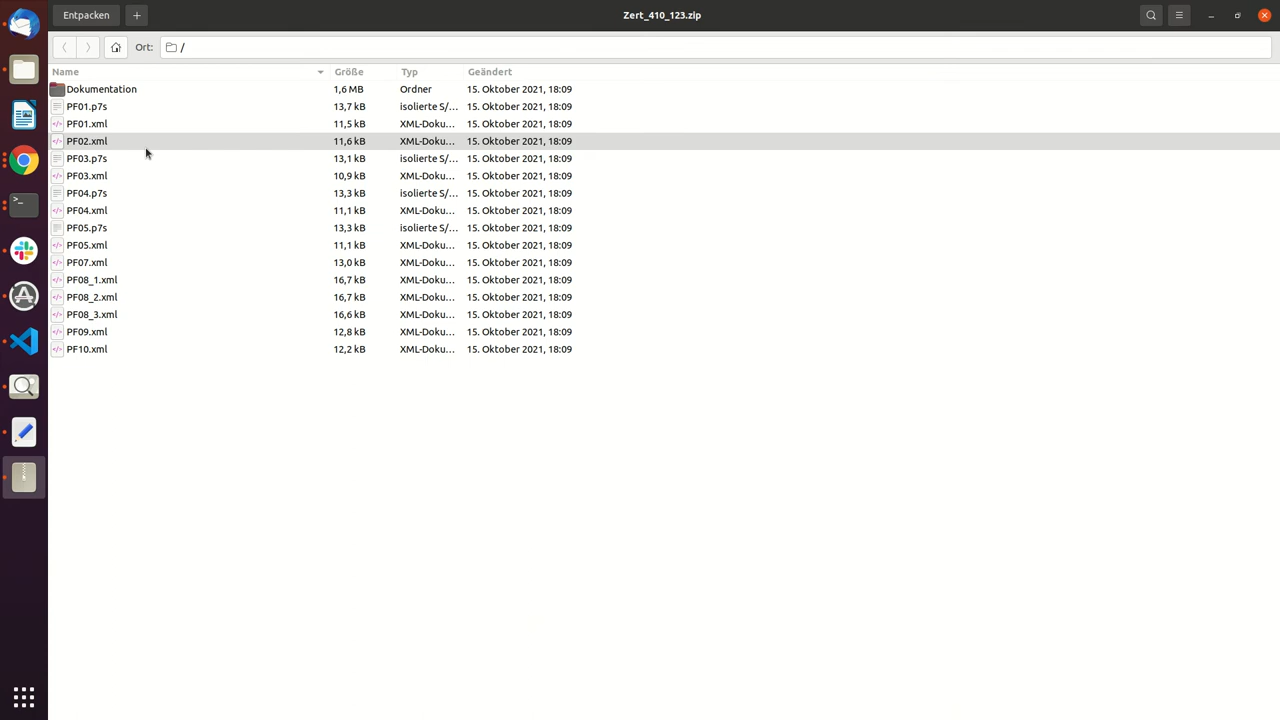 Entpacken
Zert_410_123.zip
Ort: /
Name Größe Typ Geändert
Dokumentation 1,6 MB Ordner 15. Oktober 2021, 18:09
PF01.p7s 13,7 kB isolierte S/… 15. Oktober 2021, 18:09
PF01.xml 11,5 kB XML-Doku… 15. Oktober 2021, 18:09
PF02.xml 11,6 kB XML-Doku… 15. Oktober 2021, 18:09
PF03.p7s 13,1 kB isolierte S/… 15. Oktober 2021, 18:09
PF03.xml 10,9 kB XML-Doku… 15. Oktober 2021, 18:09
PF04.p7s 13,3 kB isolierte S/… 15. Oktober 2021, 18:09
PF04.xml 11,1 kB XML-Doku… 15. Oktober 2021, 18:09
PF05.p7s 13,3 kB isolierte S/… 15. Oktober 2021, 18:09
PF05.xml 11,1 kB XML-Doku… 15. Oktober 2021, 18:09
PF07.xml 13,0 kB XML-Doku… 15. Oktober 2021, 18:09
PF08_1.xml 16,7 kB XML-Doku… 15. Oktober 2021, 18:09
PF08_2.xml 16,7 kB XML-Doku… 15. Oktober 2021, 18:09
PF08_3.xml 16,6 kB XML-Doku… 15. Oktober 2021, 18:09
PF09.xml 12,8 kB XML-Doku… 15. Oktober 2021, 18:09
PF10.xml 12,2 kB XML-Doku… 15. Oktober 2021, 18:09